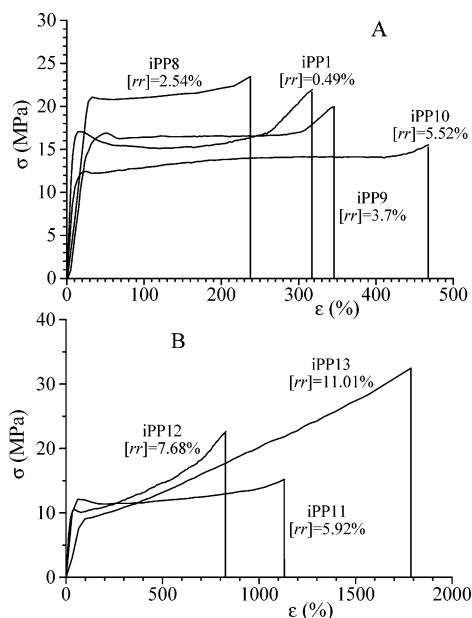 A
30
25
20
15
10
5
0
σ (MPa)
iPP8
[rr]=2.54%
iPP1
[rr]=0.49%
iPP10
[rr]=5.52%
iPP9
[rr]=3.7%
0 100 200 300 400 500
ε (%)
B
40
30
20
10
0
σ (MPa)
iPP13
[rr]=11.01%
iPP12
[rr]=7.68%
iPP11
[rr]=5.92%
0 500 1000 1500 2000
ε (%)